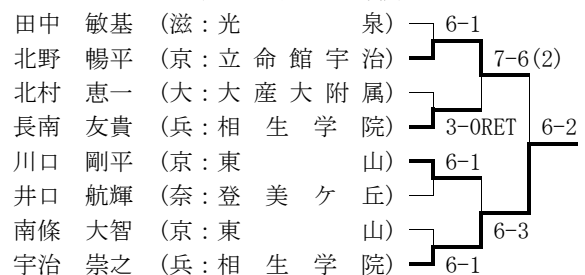 田中 敏基 (滋:光 泉) 6-1
北野 暢平 (京:立命館宇治) 7-6(2)
北村 恵一 (大:大産大附属)
長南 友貴 (兵:相生学院) 3-0RET 6-2
川口 剛平 (京:東 山) 6-1
井口 航輝 (奈:登美ケ丘)
南條 大智 (京:東 山) 6-3
宇治 崇之 (兵:相生学院) 6-1